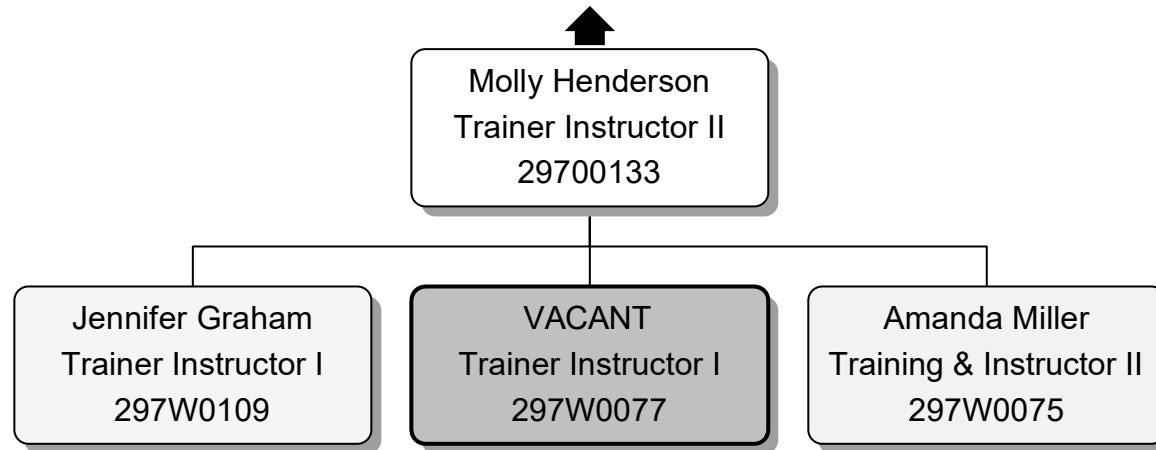 Molly Henderson
Trainer Instructor II
29700133
Jennifer Graham
Trainer Instructor I
297W0109
VACANT
Trainer Instructor I
297W0077
Amanda Miller
Training & Instructor II
297W0075